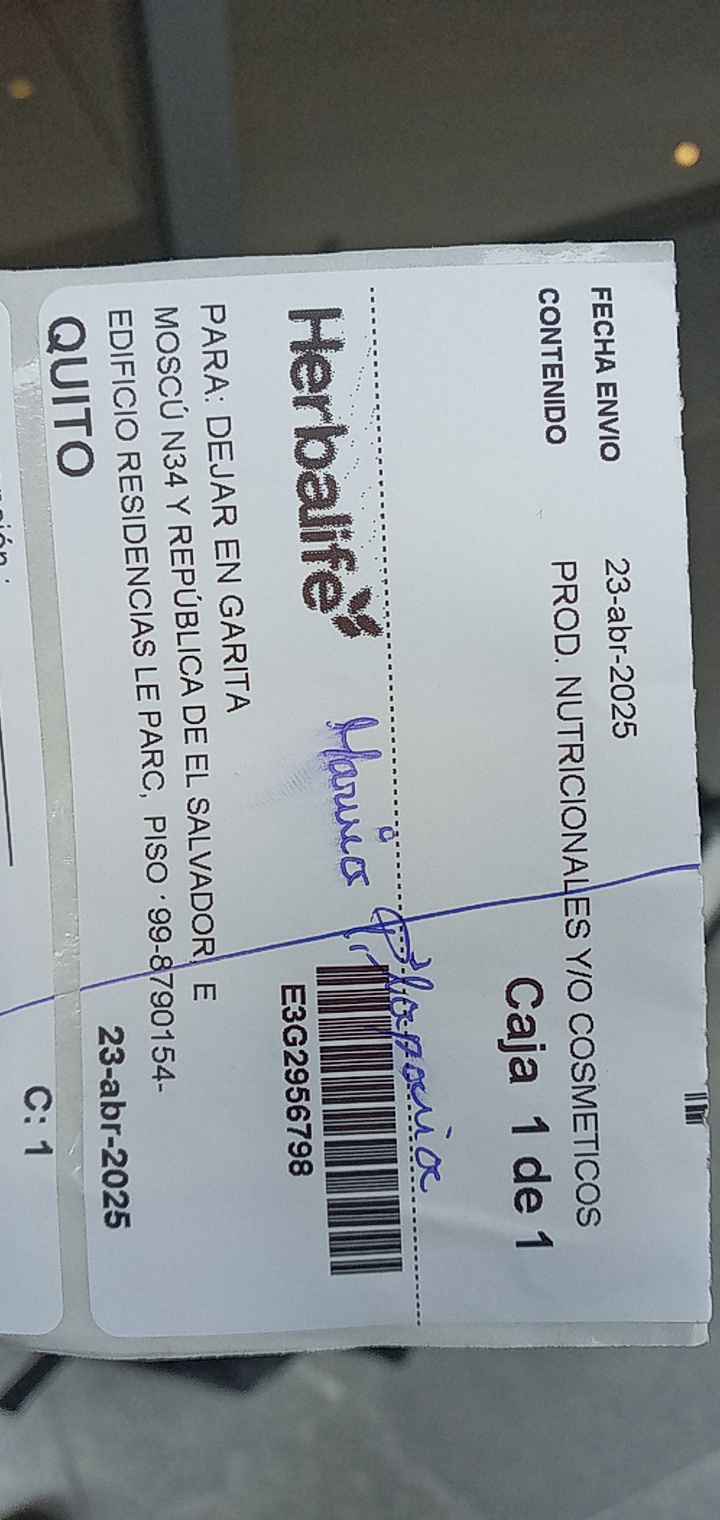 FECHA ENVIO 23-abr-2025
CONTENIDO PROD. NUTRICIONALES Y/O COSMETICOS
Caja 1 de 1
Herbalife
E3G2956798
PARA: DEJAR EN GARITA
MOSCÚ N34 Y REPÚBLICA DE EL SALVADOR, E
EDIFICIO RESIDENCIAS LE PARC, PISO 99-8790154-
QUITO 23-abr-2025
C: 1